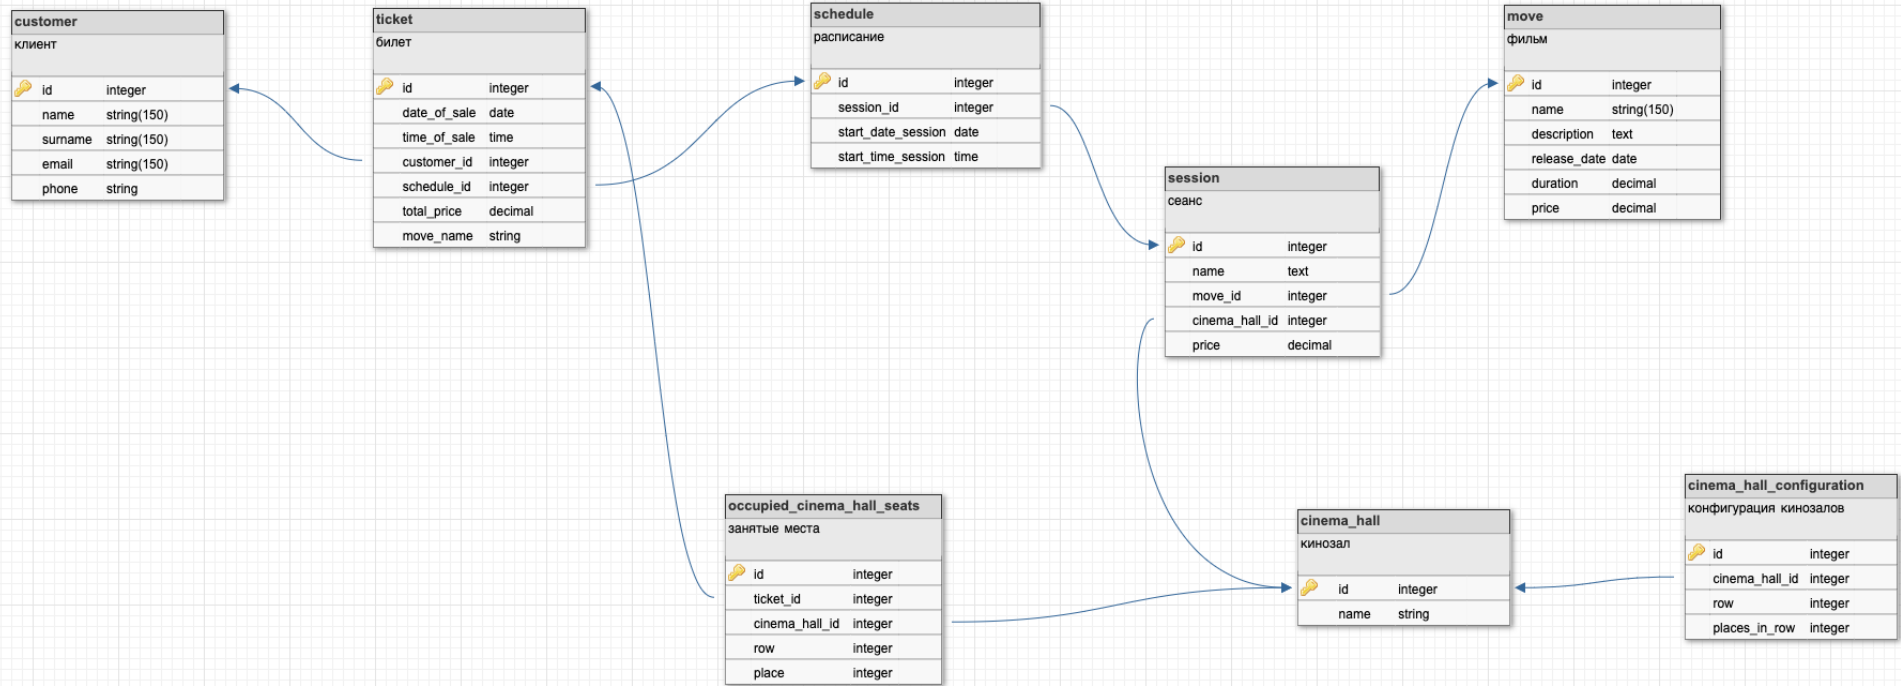 customer
клиент
id integer
name string(150)
surname string(150)
email string(150)
phone string
ticket
билет
id integer
date_of_sale date
time_of_sale time
customer_id integer
schedule_id integer
total_price decimal
move_name string
schedule
расписание
id integer
session_id integer
start_date_session date
start_time_session time
session
сеанс
id integer
name text
move_id integer
cinema_hall_id integer
price decimal
move
фильм
id integer
name string(150)
description text
release_date date
duration decimal
price decimal
occupied_cinema_hall_seats
занятые места
id integer
ticket_id integer
cinema_hall_id integer
row integer
place integer
cinema_hall
кинозал
id integer
name string
cinema_hall_configuration
конфигурация кинозалов
id integer
cinema_hall_id integer
row integer
places_in_row integer